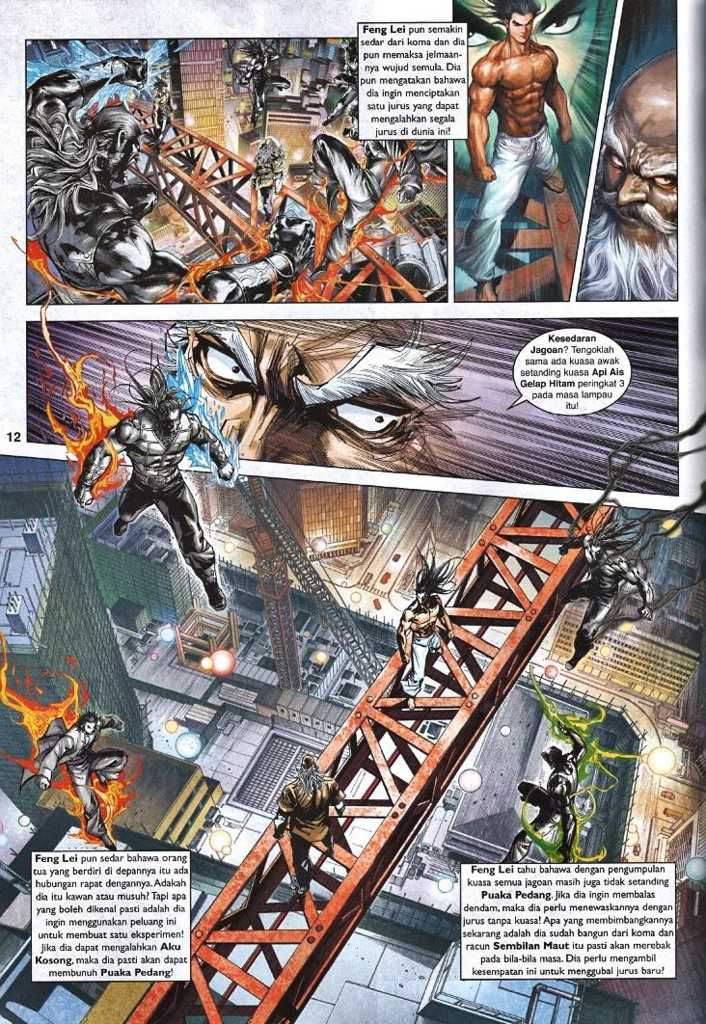 Feng Lei pun semakin
sedar dari koma dan dia
pun memaksa jelmaan-
nya wujud semula. Dia
pun mengatakan bahawa
dia ingin menciptakan
satu jurus yang dapat
mengalahkan segala
jurus di dunia ini!
Kesedaran
Jagoan? Tengoklah
sama ada kuasa awak
setanding kuasa Api Ais
Gelap Hitam peringkat 3
pada masa lampau
itu!
12
Feng Lei pun sedar bahawa orang
tua yang berdiri di depannya itu ada
hubungan rapat dengannya. Adakah
dia itu kawan atau musuh? Tapi apa
yang boleh dikenal pasti adalah dia
ingin menggunakan peluang ini
untuk membuat satu eksperimen!
Jika dia dapat mengalahkan Aku
Kosong, maka dia pasti akan dapat
membunuh Puaka Pedang!
Feng Lei tahu bahawa dengan pengumpulan
kuasa semua jagoan masih juga tidak setanding
Puaka Pedang. Jika dia ingin membalas
dendam, maka dia perlu menewaskannya dengan
jurus tanpa kuasa! Apa yang membimbangkannya
sekarang adalah dia sudah bangun dari koma dan
racun Sembilan Maut itu pasti akan merebak
pada bila-bila masa. Dia perlu mengambil
kesempatan ini untuk menggubal jurus baru?